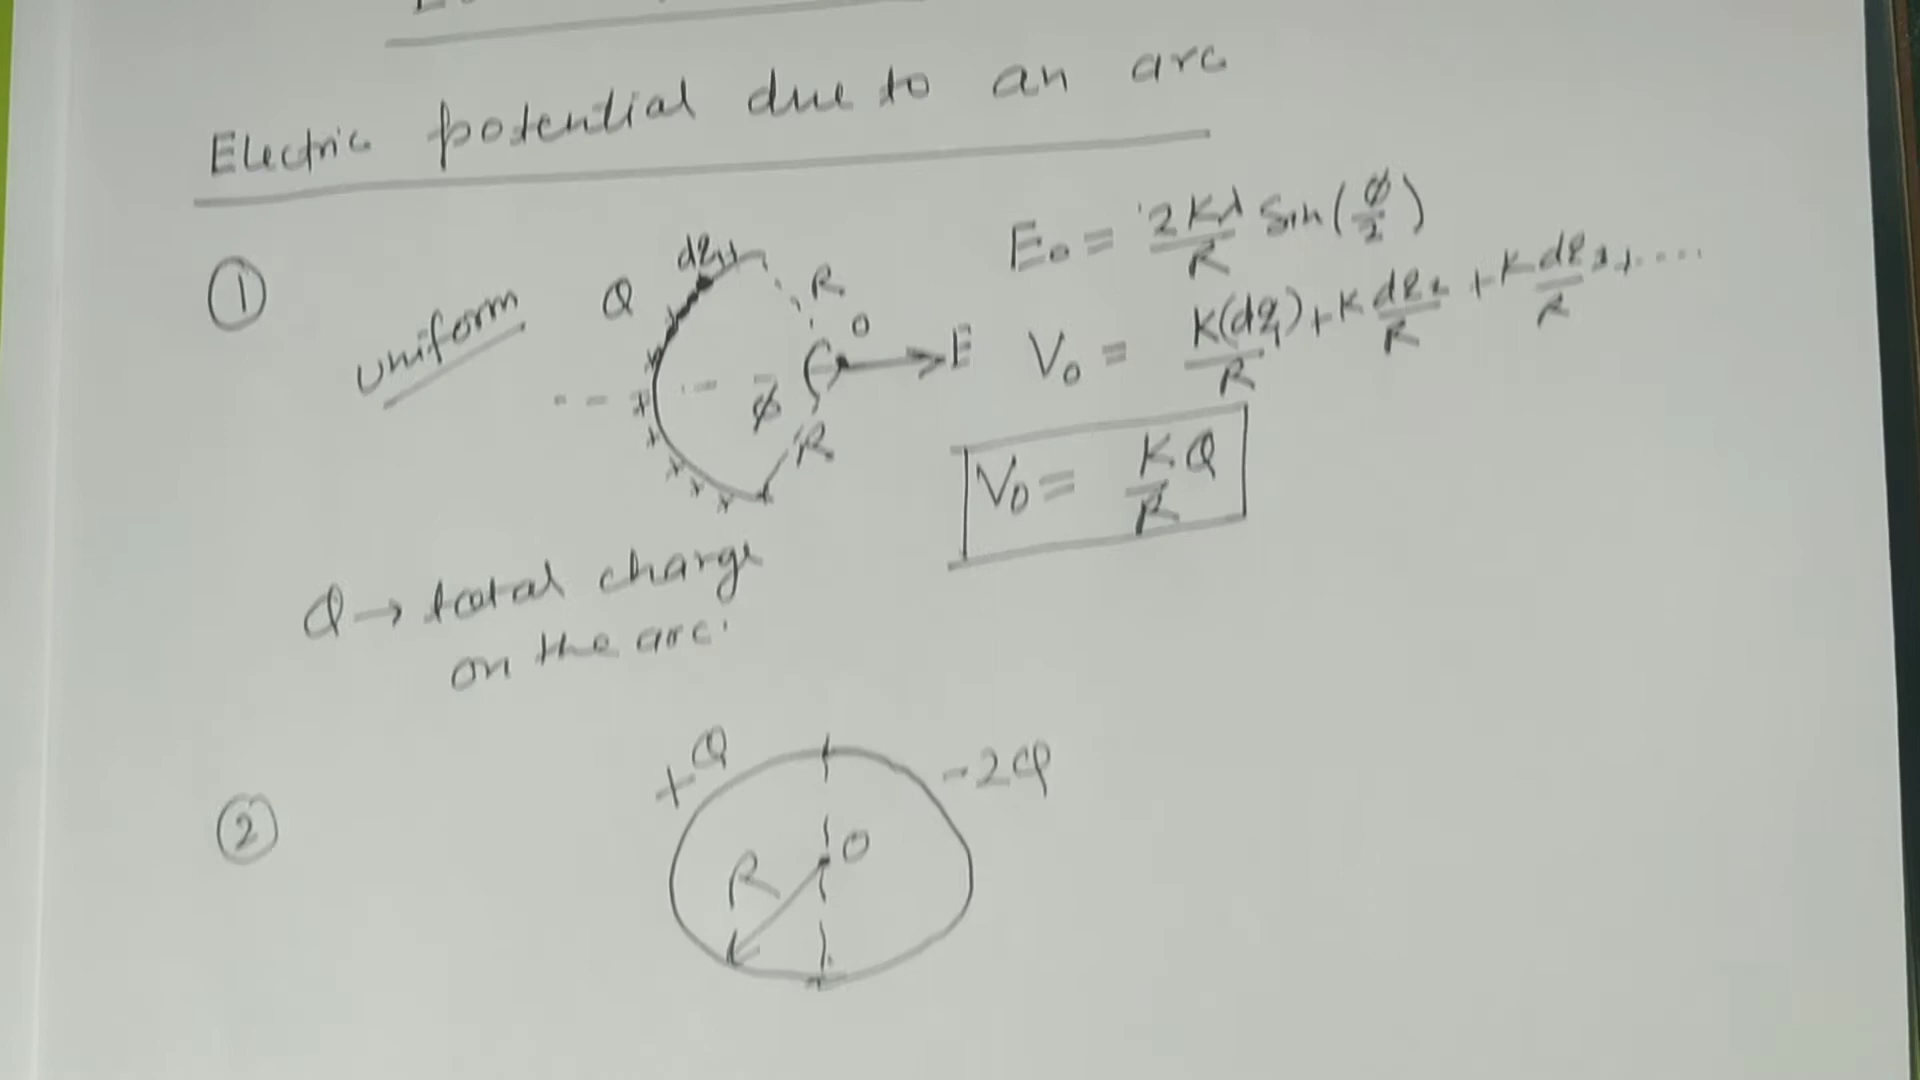 Electric potential due to an arc
①
uniform
Q
dq₁
R
O
E
ϕ
R
E₀ = 2Kλ/R Sin(ϕ/2)
V₀ = K(dq₁)/R + K dq₂/R + K dq₃/R + ....
V₀ = KQ/R
Q → total charge
on the arc.
②
+Q
-2Q
R
O